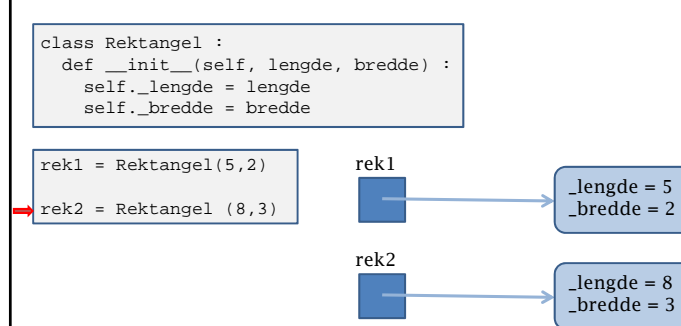 class Rektangel :
def __init__(self, lengde, bredde) :
self._lengde = lengde
self._bredde = bredde
rek1 = Rektangel(5,2)
rek2 = Rektangel (8,3)
rek1
_lengde = 5
_bredde = 2
rek2
_lengde = 8
_bredde = 3